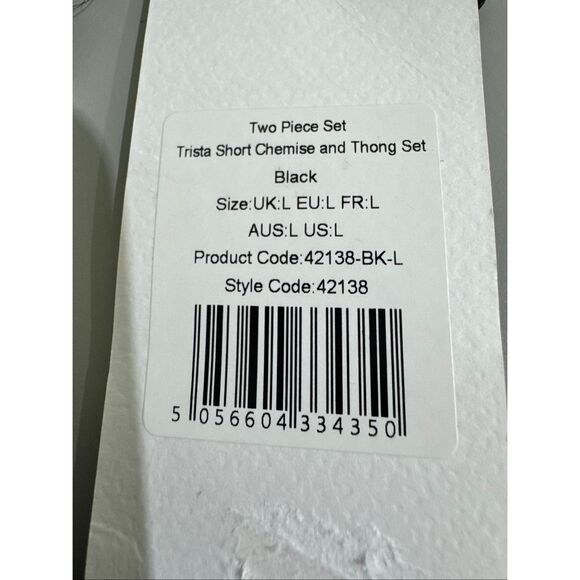 Two Piece Set
Trista Short Chemise and Thong Set
Black
Size:UK:L EU:L FR:L
AUS:L US:L
Product Code:42138-BK-L
Style Code:42138
5 056604 334350